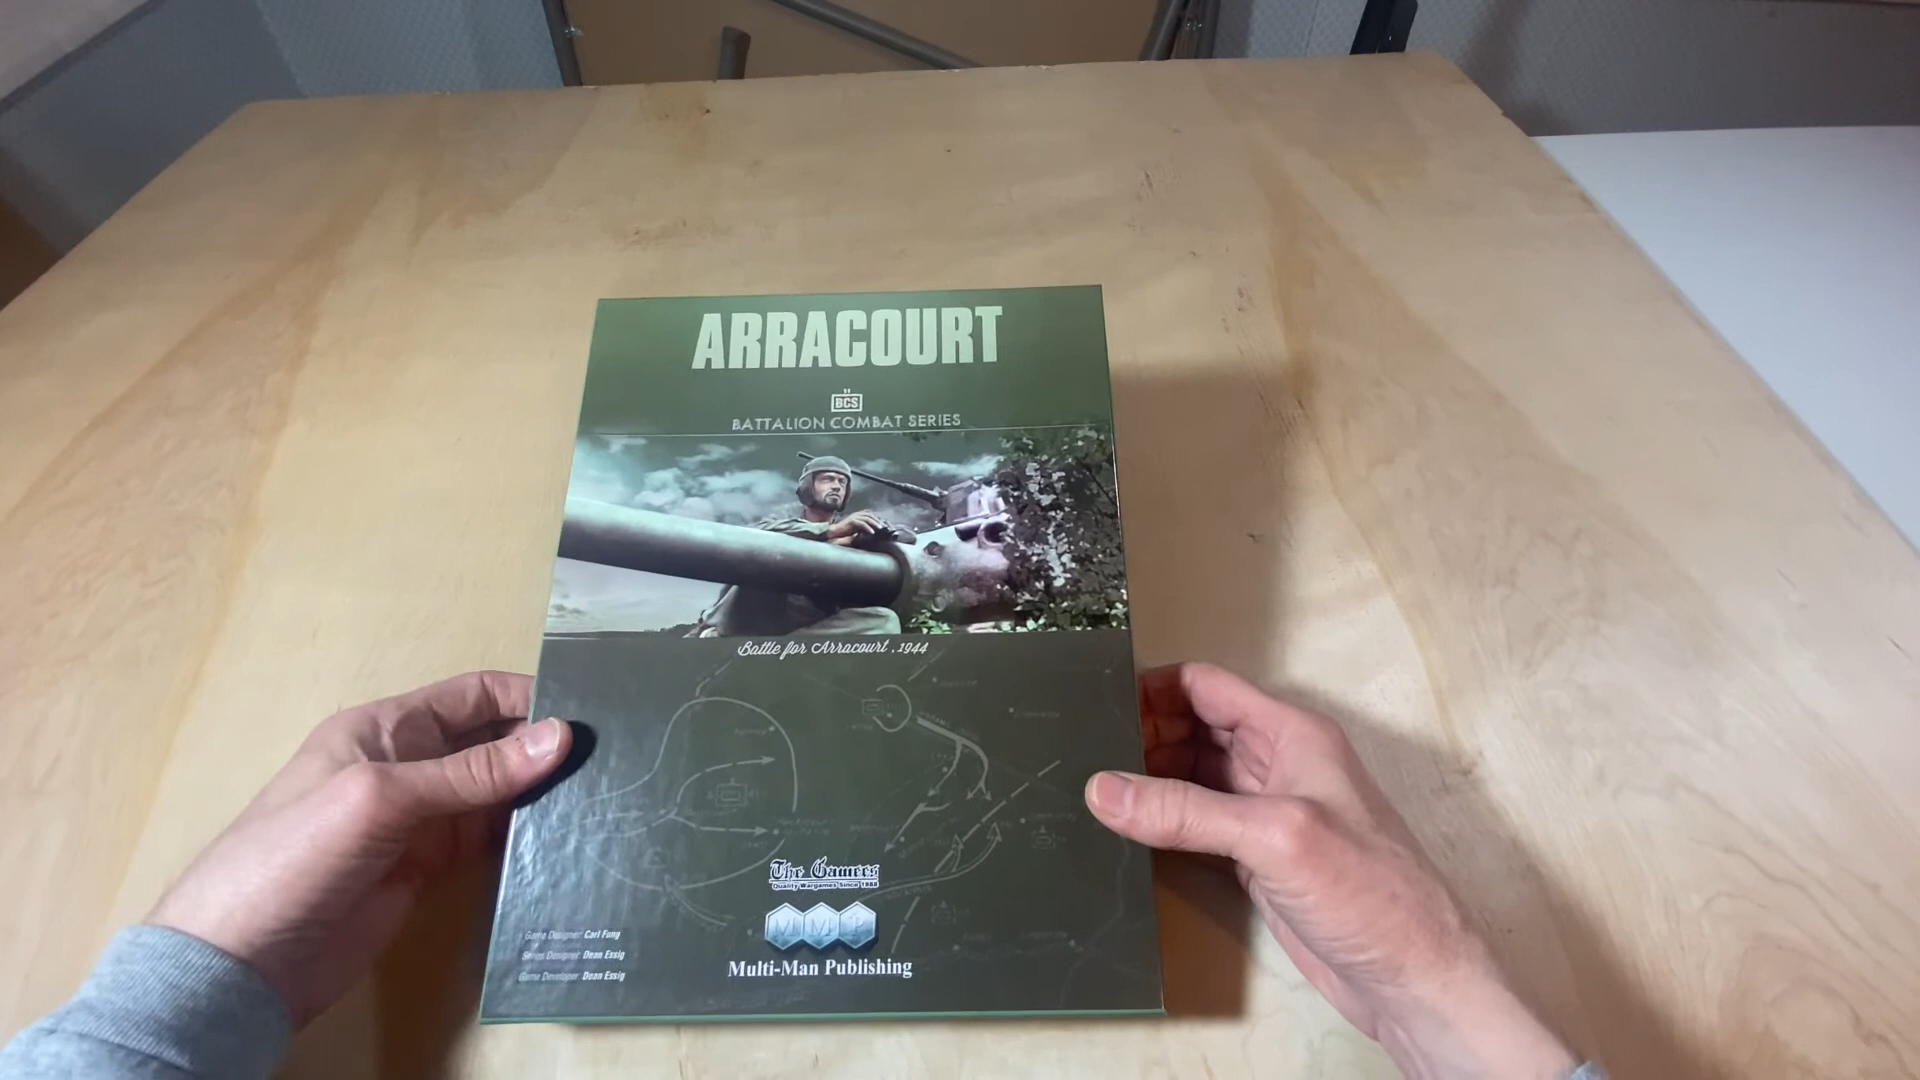 ARRACOURT
BCS
BATTALION COMBAT SERIES
Battle for Arracourt, 1944
The Gamers
Quality Wargames Since 1988
MMP
Multi-Man Publishing
Game Designer: Carl Fung
Series Designer: Dean Essig
Game Developer: Dean Essig